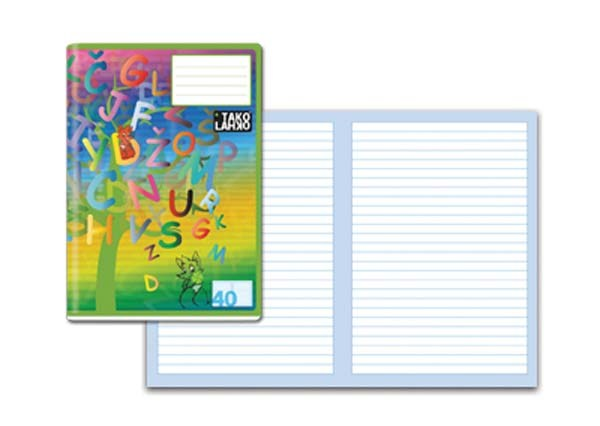 Č G L
J F S
TAKO
LAHKO
Y D Ž O S P
M
C N U R
H V S G K
Z M
D
40